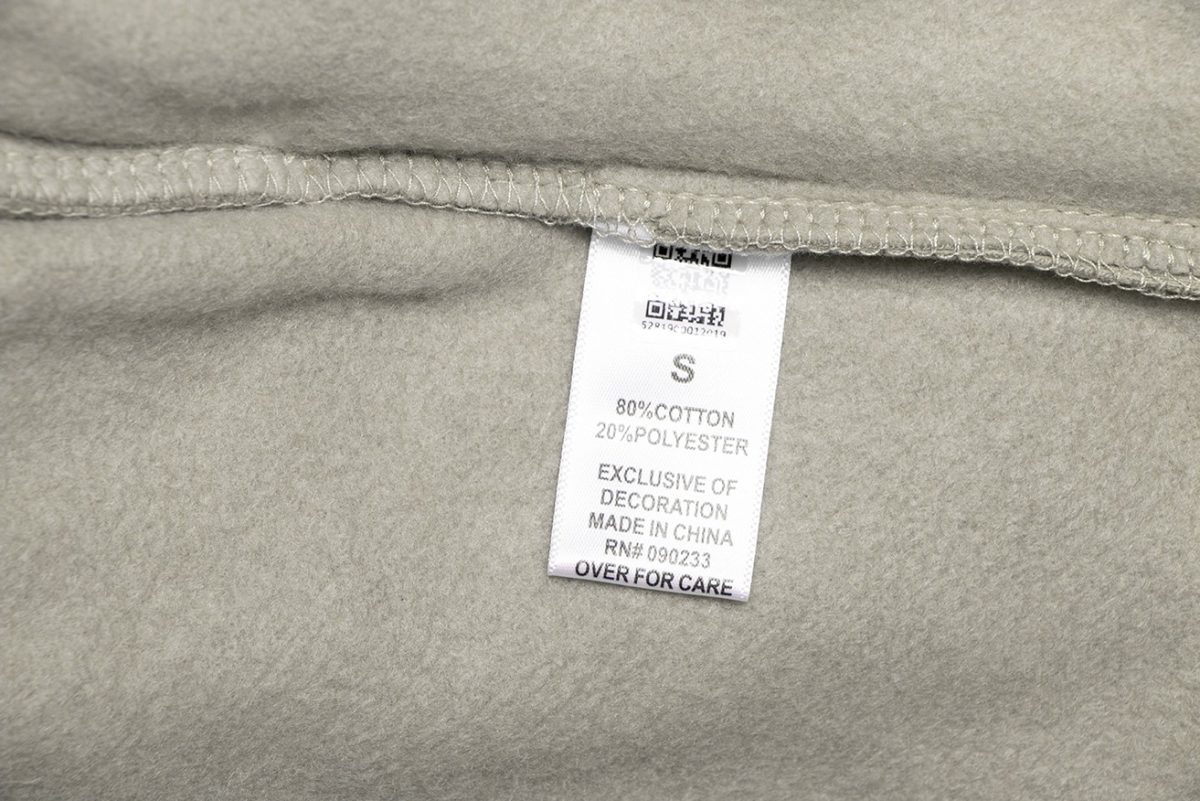 S
80%COTTON
20%POLYESTER
EXCLUSIVE OF
DECORATION
MADE IN CHINA
RN# 090233
OVER FOR CARE